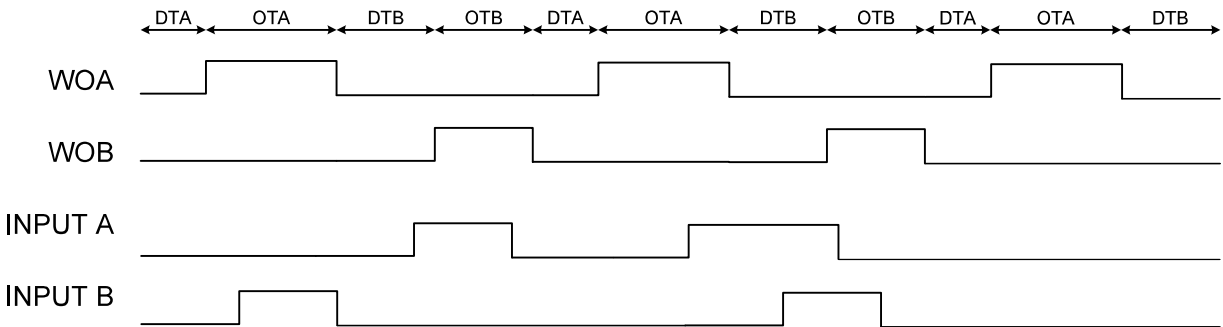 DTA OTA DTB OTB DTA OTA DTB OTB DTA OTA DTB
WOA
WOB
INPUT A
INPUT B